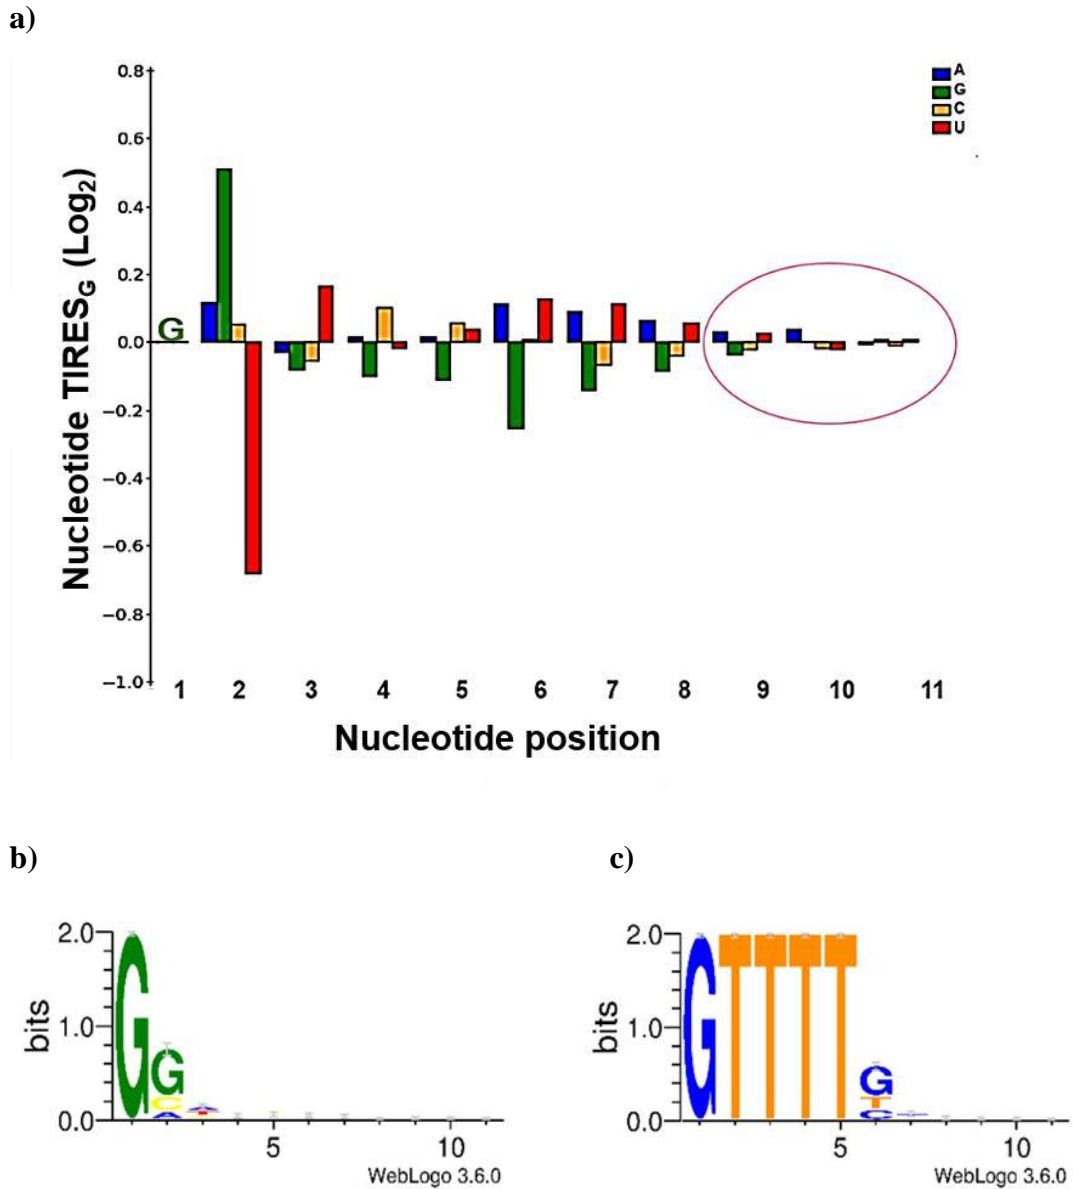 a)
0.8
0.6
0.4
0.2
0.0
−0.2
−0.4
−0.6
−0.8
−1.0
Nucleotide TIRES_G (Log_2)
A
G
C
U
G
1 2 3 4 5 6 7 8 9 10 11
Nucleotide position
b)
2.0
1.0
0.0
bits
G
G
C
A
5 10
WebLogo 3.6.0
c)
2.0
1.0
0.0
bits
GTTTT
G
T
C
5 10
WebLogo 3.6.0